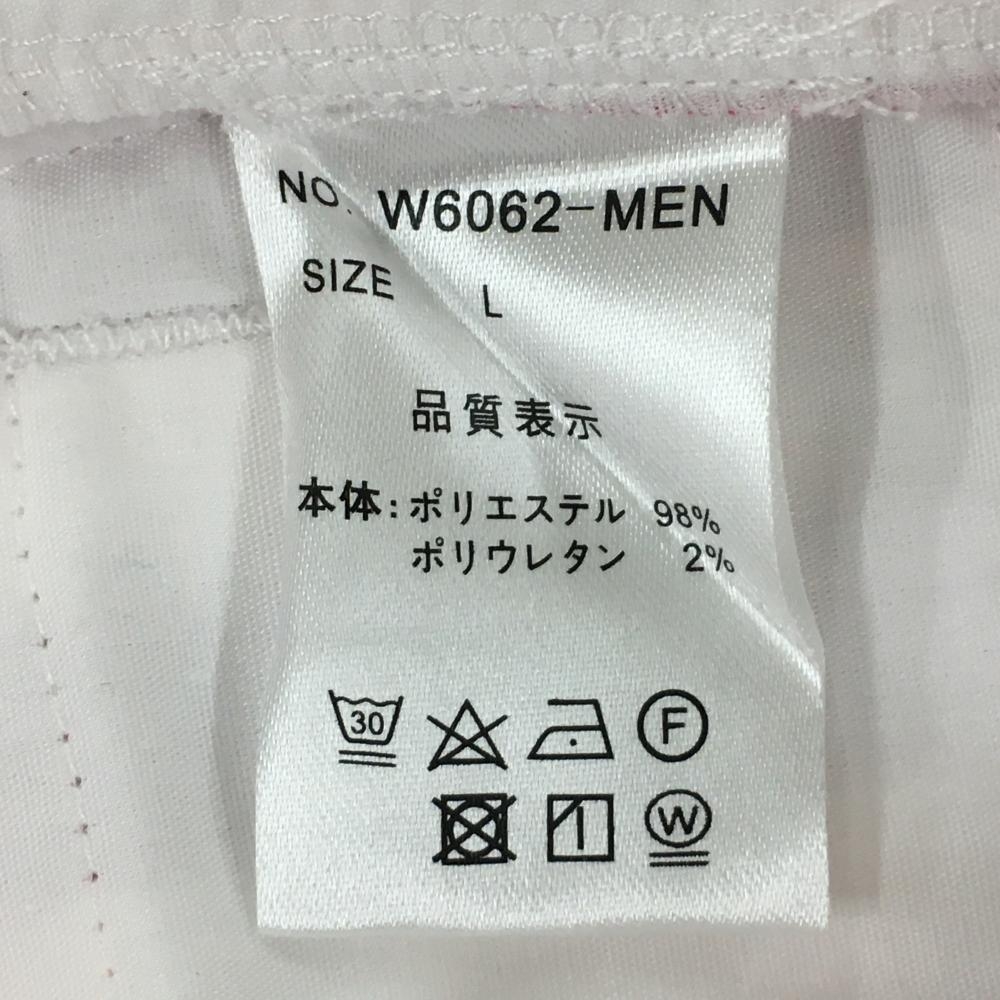 NO. W6062-MEN
SIZE L
品質表示
本体：ポリエステル 98%
ポリウレタン 2%
30 F
W